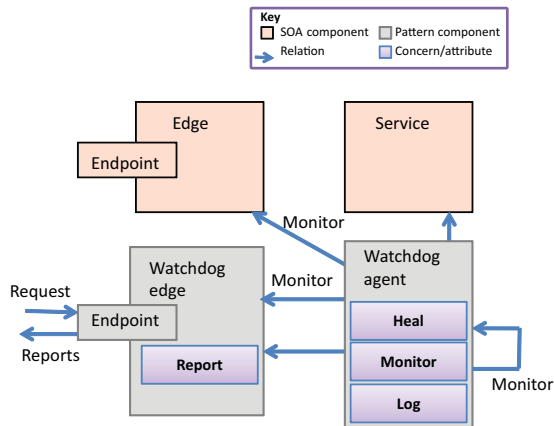 Key
SOA component
Pattern component
Relation
Concern/attribute
Edge
Endpoint
Service
Monitor
Watchdog
edge
Monitor
Watchdog
agent
Request
Endpoint
Reports
Heal
Report
Monitor
Monitor
Log